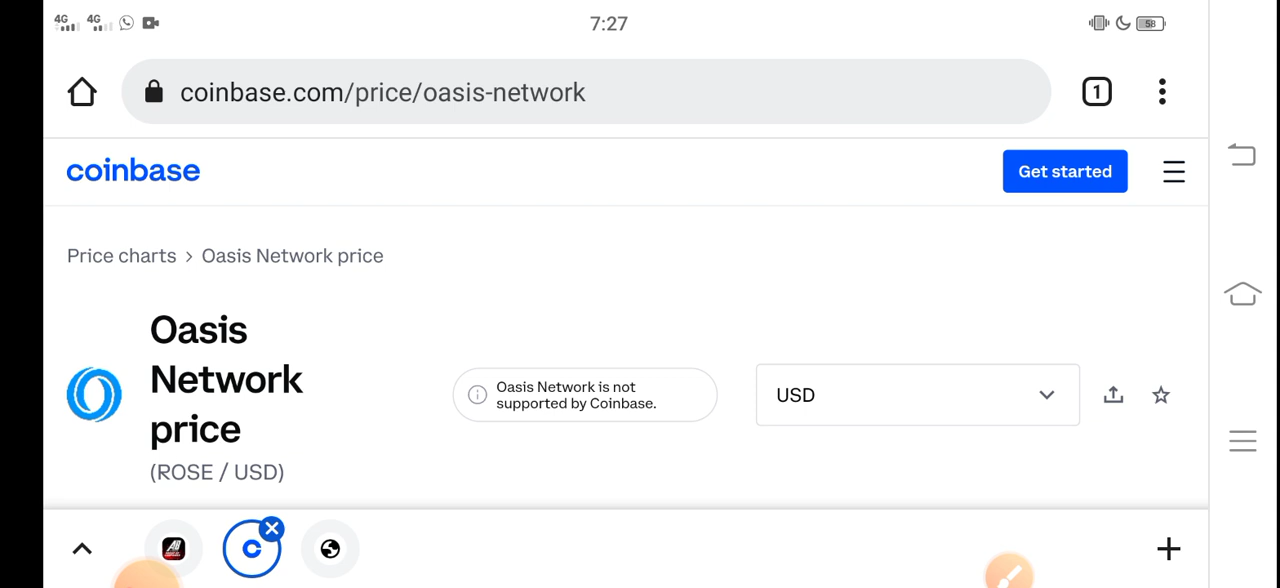 4G 4G 7:27 58
coinbase.com/price/oasis-network 1
coinbase Get started
Price charts > Oasis Network price
Oasis
Network
price
(ROSE / USD)
Oasis Network is not
supported by Coinbase.
USD